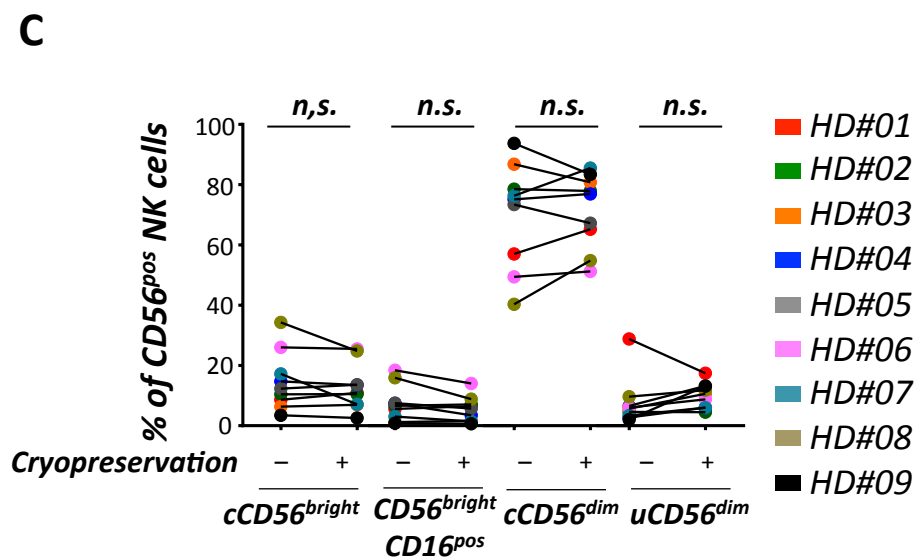 C
n,s. n.s. n.s. n.s.
% of CD56pos NK cells
100
80
60
40
20
0
Cryopreservation – + – + – + – +
cCD56bright CD56bright CD16pos cCD56dim uCD56dim
HD#01
HD#02
HD#03
HD#04
HD#05
HD#06
HD#07
HD#08
HD#09